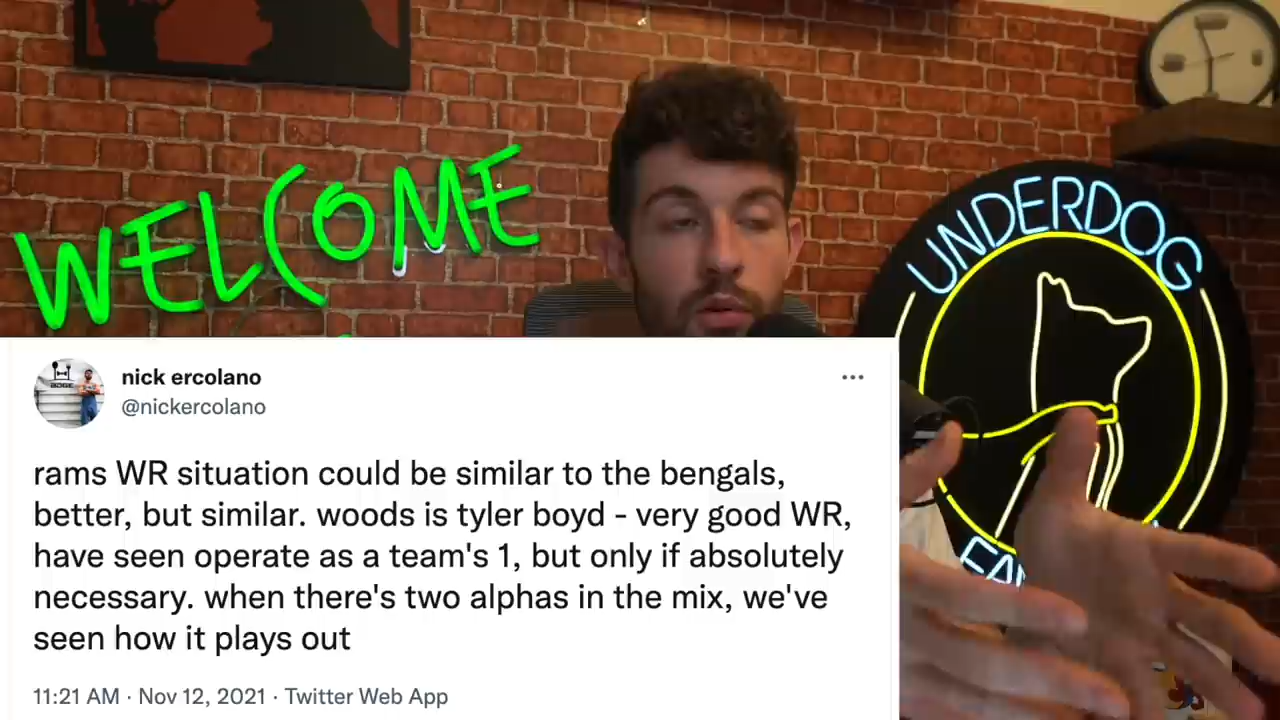 WELCOME
UNDERDOG
nick ercolano
@nickercolano
rams WR situation could be similar to the bengals,
better, but similar. woods is tyler boyd - very good WR,
have seen operate as a team's 1, but only if absolutely
necessary. when there's two alphas in the mix, we've
seen how it plays out
11:21 AM · Nov 12, 2021 · Twitter Web App